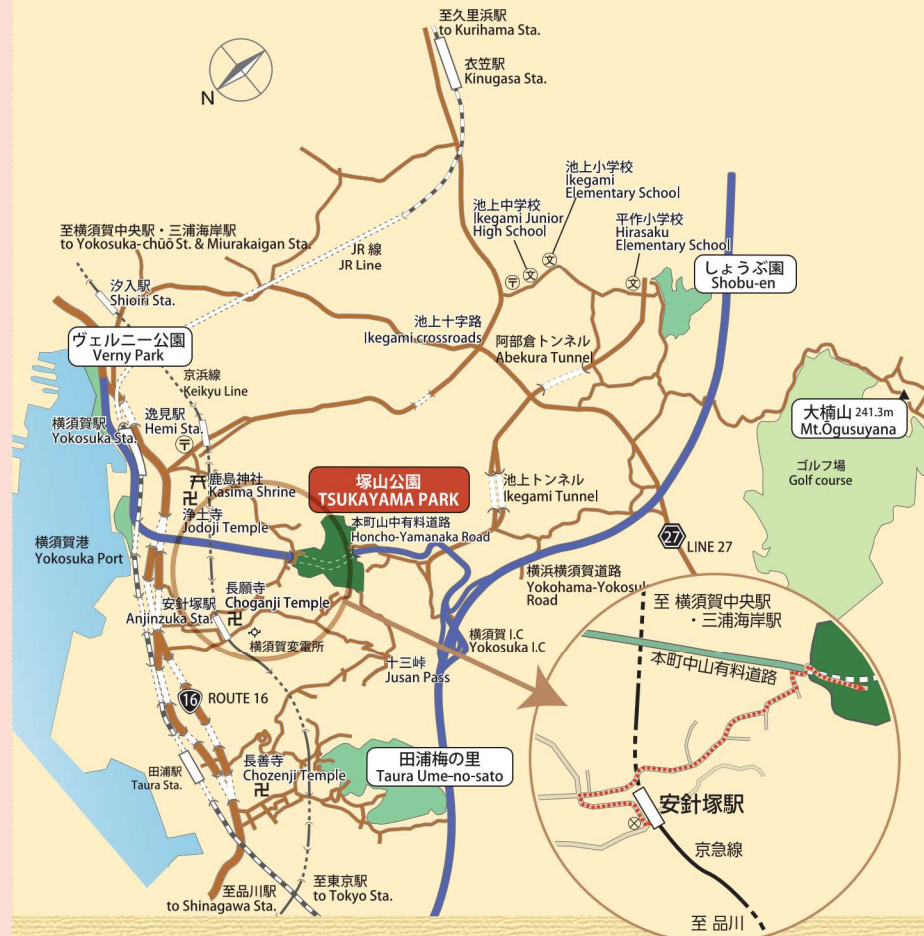 至久里浜駅
to Kurihama Sta.
衣笠駅
Kinugasa Sta.
N
池上小学校
Ikegami
Elementary School
池上中学校
Ikegami Junior
High School
平作小学校
Hirasaku
Elementary School
〒
文
文
文
至横須賀中央駅・三浦海岸駅
to Yokosuka-chūō St. & Miurakaigan Sta.
JR 線
JR Line
しょうぶ園
Shobu-en
汐入駅
Shioiri Sta.
池上十字路
Ikegami crossroads
阿部倉トンネル
Abekura Tunnel
ヴェルニー公園
Verny Park
京浜線
Keikyu Line
大楠山 241.3m
Mt.Ogusuyana
逸見駅
Hemi Sta.
〒
横須賀駅
Yokosuka Sta.
ゴルフ場
Golf course
鹿島神社
Kasima Shrine
塚山公園
TSUKAYAMA PARK
池上トンネル
Ikegami Tunnel
卍
浄土寺
Jodoji Temple
本町山中有料道路
Honcho-Yamanaka Road
27
LINE 27
横須賀港
Yokosuka Port
横浜横須賀道路
Yokohama-Yokosuk
Road
長願寺
Choganji Temple
卍
安針塚駅
Anjinzuka Sta.
横須賀変電所
横須賀 I.C
Yokosuka I.C
十三峠
Jusan Pass
至 横須賀中央駅
・三浦海岸駅
本町中山有料道路
16
ROUTE 16
長善寺
Chozenji Temple
卍
田浦梅の里
Taura Ume-no-sato
田浦駅
Taura Sta.
安針塚駅
京急線
至品川駅
to Shinagawa Sta.
至東京駅
to Tokyo Sta.
至 品川